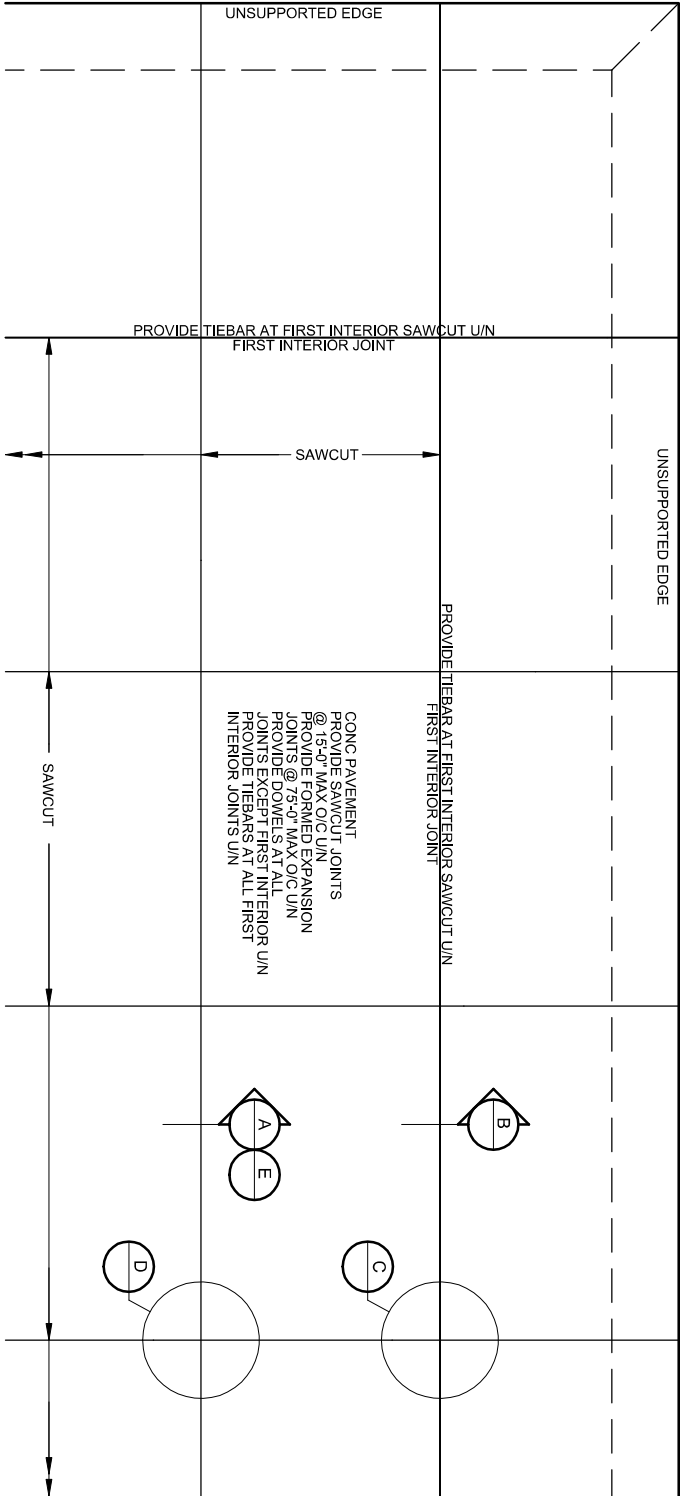 UNSUPPORTED EDGE
PROVIDE TIEBAR AT FIRST INTERIOR SAWCUT U/N
FIRST INTERIOR JOINT
SAWCUT
UNSUPPORTED EDGE
PROVIDE TIEBAR AT FIRST INTERIOR SAWCUT U/N
FIRST INTERIOR JOINT
CONC PAVEMENT
PROVIDE SAWCUT JOINTS
@ 15'-0" MAX O/C U/N
PROVIDE FORMED EXPANSION
JOINTS @ 75'-0" MAX O/C U/N
PROVIDE DOWELS AT ALL
JOINTS EXCEPT FIRST INTERIOR U/N
PROVIDE TIEBARS AT ALL FIRST
INTERIOR JOINTS U/N
SAWCUT
B
A
E
C
D